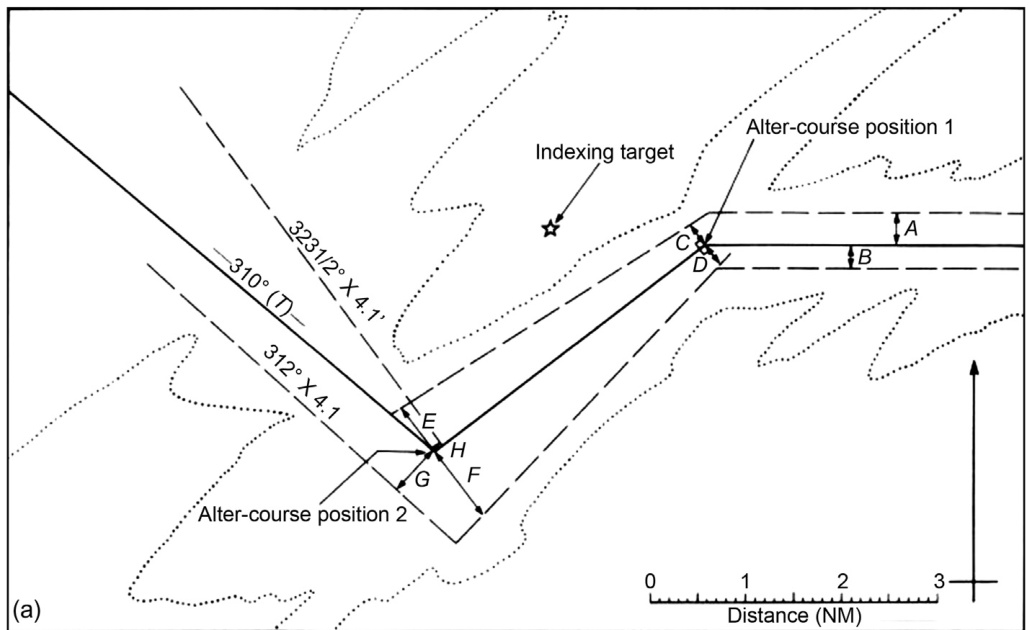 Alter-course position 1
Indexing target
A
C
D
B
3231/2° X 4.1'
310° (T)
312° X 4.1
E
H
G
F
Alter-course position 2
0 1 2 3
Distance (NM)
(a)